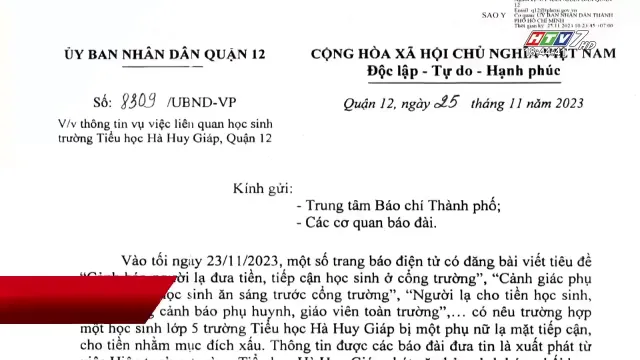 SAO Y
ỦY BAN NHÂN DÂN QUẬN 12
CỘNG HÒA XÃ HỘI CHỦ NGHĨA VIỆT NAM
HTV7 HD
Độc lập - Tự do - Hạnh phúc
Số: 8309 /UBND-VP
Quận 12, ngày 25 tháng 11 năm 2023
V/v thông tin vụ việc liên quan học sinh
trường Tiểu học Hà Huy Giáp, Quận 12
Kính gửi:
- Trung tâm Báo chí Thành phố;
- Các cơ quan báo đài.
Vào tối ngày 23/11/2023, một số trang báo điện tử có đăng bài viết tiêu đề
người lạ đưa tiền, tiếp cận học sinh ở cổng trường”, “Cảnh giác phụ
học sinh ăn sáng trước cổng trường”, “Người lạ cho tiền học sinh,
cảnh báo phụ huynh, giáo viên toàn trường”,... có nêu trường hợp
một học sinh lớp 5 trường Tiểu học Hà Huy Giáp bị một phụ nữ lạ mặt tiếp cận,
cho tiền nhằm mục đích xấu. Thông tin được các báo đài đưa tin là xuất phát từ